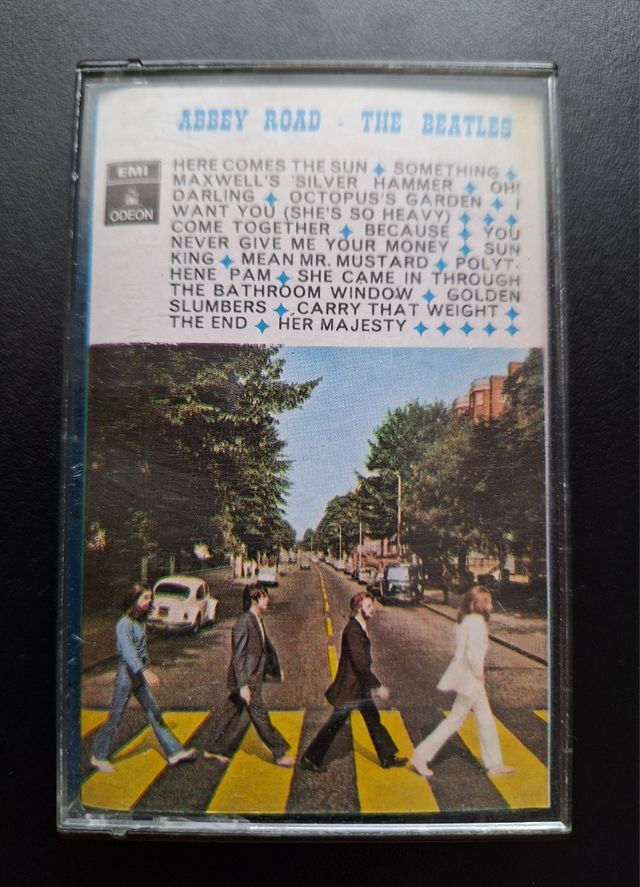 ABBEY ROAD - THE BEATLES
EMI
ODEON
HERE COMES THE SUN ✦ SOMETHING ✦
MAXWELL'S SILVER HAMMER ✦ OH!
DARLING ✦ OCTOPUS'S GARDEN ✦ I
WANT YOU (SHE'S SO HEAVY) ✦ ✦ ✦
COME TOGETHER ✦ BECAUSE ✦ YOU
NEVER GIVE ME YOUR MONEY ✦ SUN
KING ✦ MEAN MR. MUSTARD ✦ POLYT-
HENE PAM ✦ SHE CAME IN THROUGH
THE BATHROOM WINDOW ✦ GOLDEN
SLUMBERS ✦ CARRY THAT WEIGHT ✦
THE END ✦ HER MAJESTY ✦ ✦ ✦ ✦ ✦